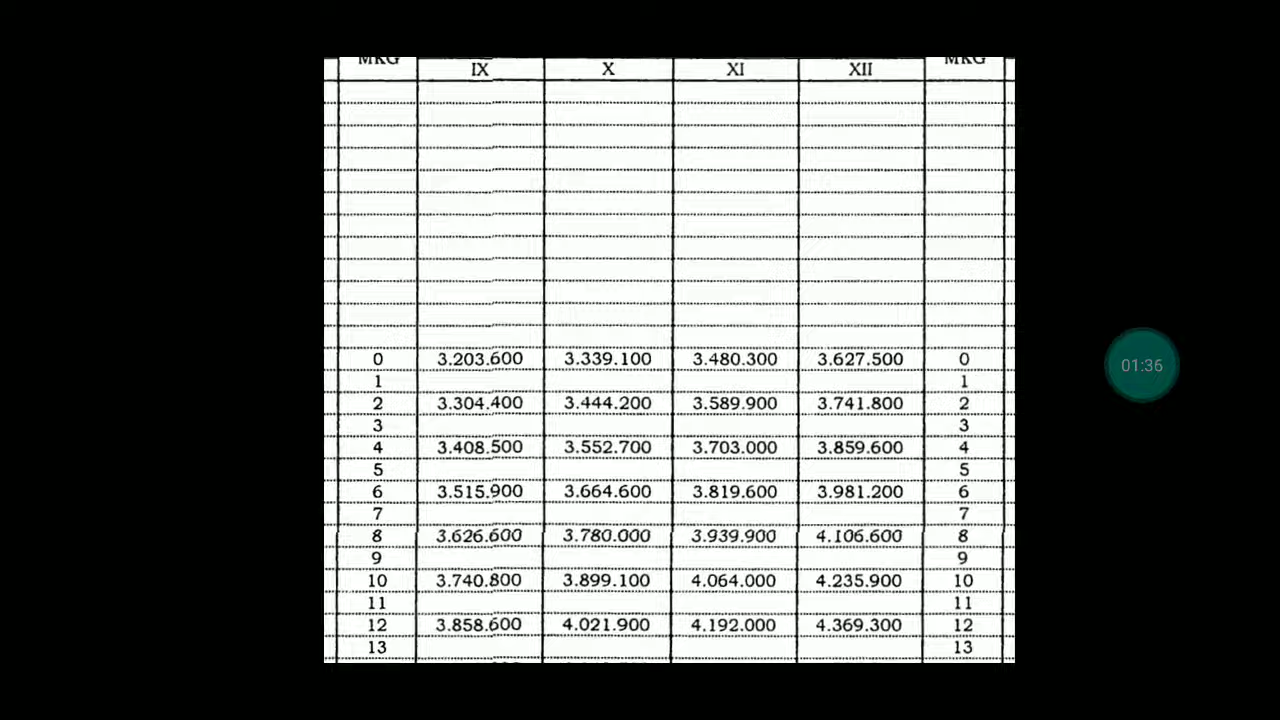 MKG IX X XI XII MKG
0 3.203.600 3.339.100 3.480.300 3.627.500 0
1 1
2 3.304.400 3.444.200 3.589.900 3.741.800 2
3 3
4 3.408.500 3.552.700 3.703.000 3.859.600 4
5 5
6 3.515.900 3.664.600 3.819.600 3.981.200 6
7 7
8 3.626.600 3.780.000 3.939.900 4.106.600 8
9 9
10 3.740.800 3.899.100 4.064.000 4.235.900 10
11 11
12 3.858.600 4.021.900 4.192.000 4.369.300 12
13 13
01:36